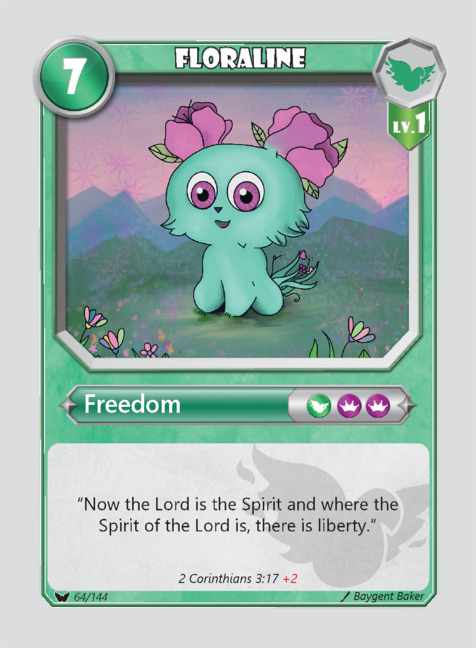 FLORALINE
7
LV.1
Freedom
"Now the Lord is the Spirit and where the
Spirit of the Lord is, there is liberty."
2 Corinthians 3:17 +2
64/144
Baygent Baker